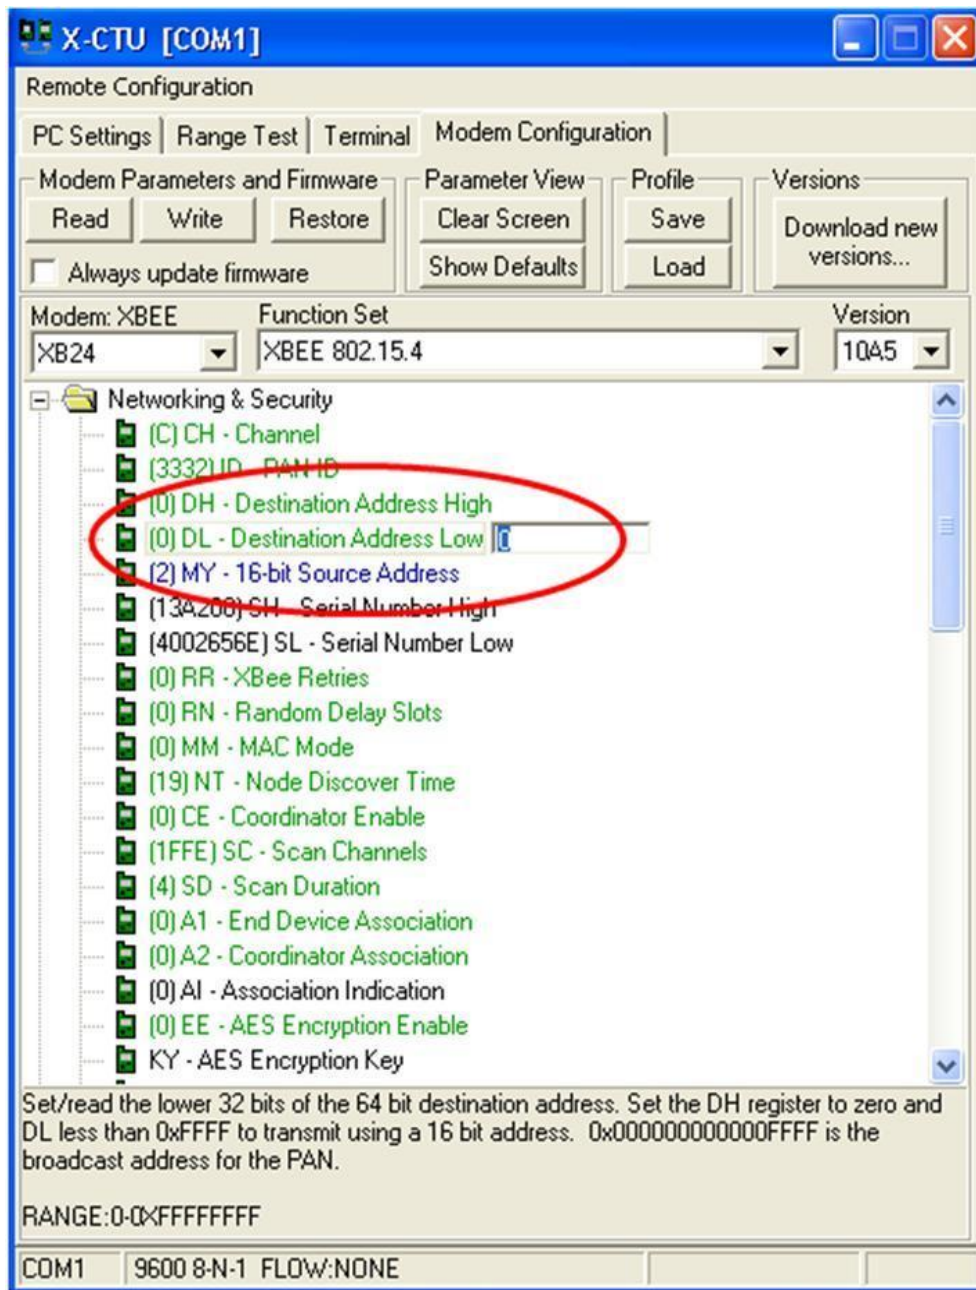 X-CTU [COM1]
Remote Configuration
PC Settings Range Test Terminal Modem Configuration
Modem Parameters and Firmware Parameter View Profile Versions
Read Write Restore Clear Screen Save Download new versions...
Always update firmware Show Defaults Load
Modem: XBEE Function Set Version
XB24 XBEE 802.15.4 10A5
Networking & Security
(C) CH - Channel
(3332) ID - PAN ID
(0) DH - Destination Address High
(0) DL - Destination Address Low 0
(2) MY - 16-bit Source Address
(13A200) SH - Serial Number High
(4002656E) SL - Serial Number Low
(0) RR - XBee Retries
(0) RN - Random Delay Slots
(0) MM - MAC Mode
(19) NT - Node Discover Time
(0) CE - Coordinator Enable
(1FFE) SC - Scan Channels
(4) SD - Scan Duration
(0) A1 - End Device Association
(0) A2 - Coordinator Association
(0) AI - Association Indication
(0) EE - AES Encryption Enable
KY - AES Encryption Key
Set/read the lower 32 bits of the 64 bit destination address. Set the DH register to zero and
DL less than 0xFFFF to transmit using a 16 bit address. 0x000000000000FFFF is the
broadcast address for the PAN.
RANGE:0-0XFFFFFFFF
COM1 9600 8-N-1 FLOW:NONE